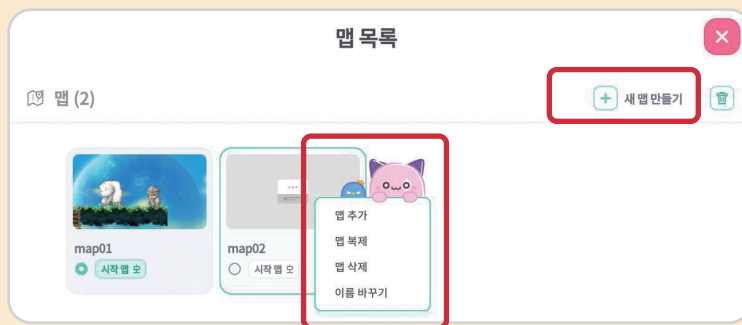 맵 목록
맵 (2)
새 맵 만들기
map01
시작 맵 오
map02
시작 맵 오
맵 추가
맵 복제
맵 삭제
이름 바꾸기